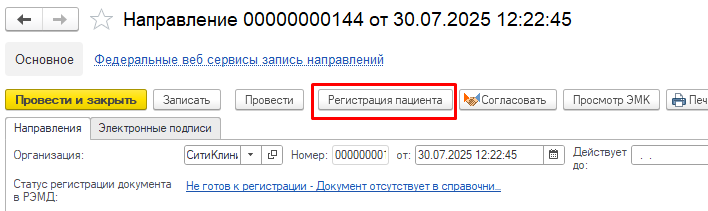 Направление 00000000144 от 30.07.2025 12:22:45
Основное Федеральные веб сервисы запись направлений
Провести и закрыть Записать Провести Регистрация пациента Согласовать Просмотр ЭМК Печ
Направления Электронные подписи
Организация: СитиКлини Номер: 00000000 от: 30.07.2025 12:22:45 Действует
до: . .
Статус регистрации документа
в РЭМД: Не готов к регистрации - Документ отсутствует в справочни...